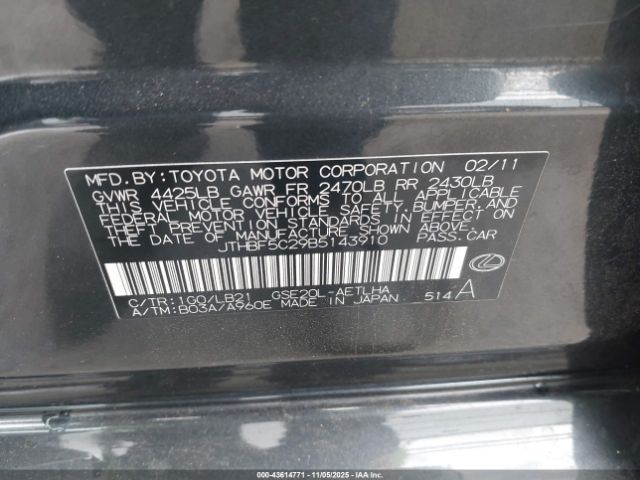 MFD.BY:TOYOTA MOTOR CORPORATION 02/11
GVWR 4425LB GAWR FR 2470LB RR 2430LB
THIS VEHICLE CONFORMS TO ALL APPLICABLE
FEDERAL MOTOR VEHICLE SAFETY, BUMPER, AND
THEFT PREVENTION STANDARDS IN EFFECT ON
THE DATE OF MANUFACTURE SHOWN ABOVE.
JTHBF5C29B5143910 PASS.CAR
C/TR:1G0/LB21 GSE20L-AETLHA
A/TM:B03A/A960E MADE IN JAPAN 514 A
000-43614771 - 11/05/2025 - IAAI.COM